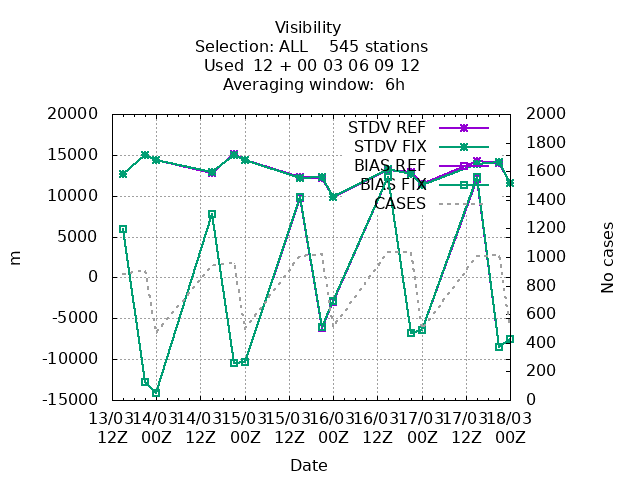 Visibility
Selection: ALL    545 stations
Used  12 + 00 03 06 09 12
Averaging window:  6h
20000
15000
10000
5000
0
-5000
-10000
-15000
m
STDV REF
STDV FIX
BIAS REF
BIAS FIX
CASES
2000
1800
1600
1400
1200
1000
800
600
400
200
0
No cases
13/03 14/03 14/03 15/03 15/03 16/03 16/03 17/03 17/03 18/03
12Z 00Z 12Z 00Z 12Z 00Z 12Z 00Z 12Z 00Z
Date